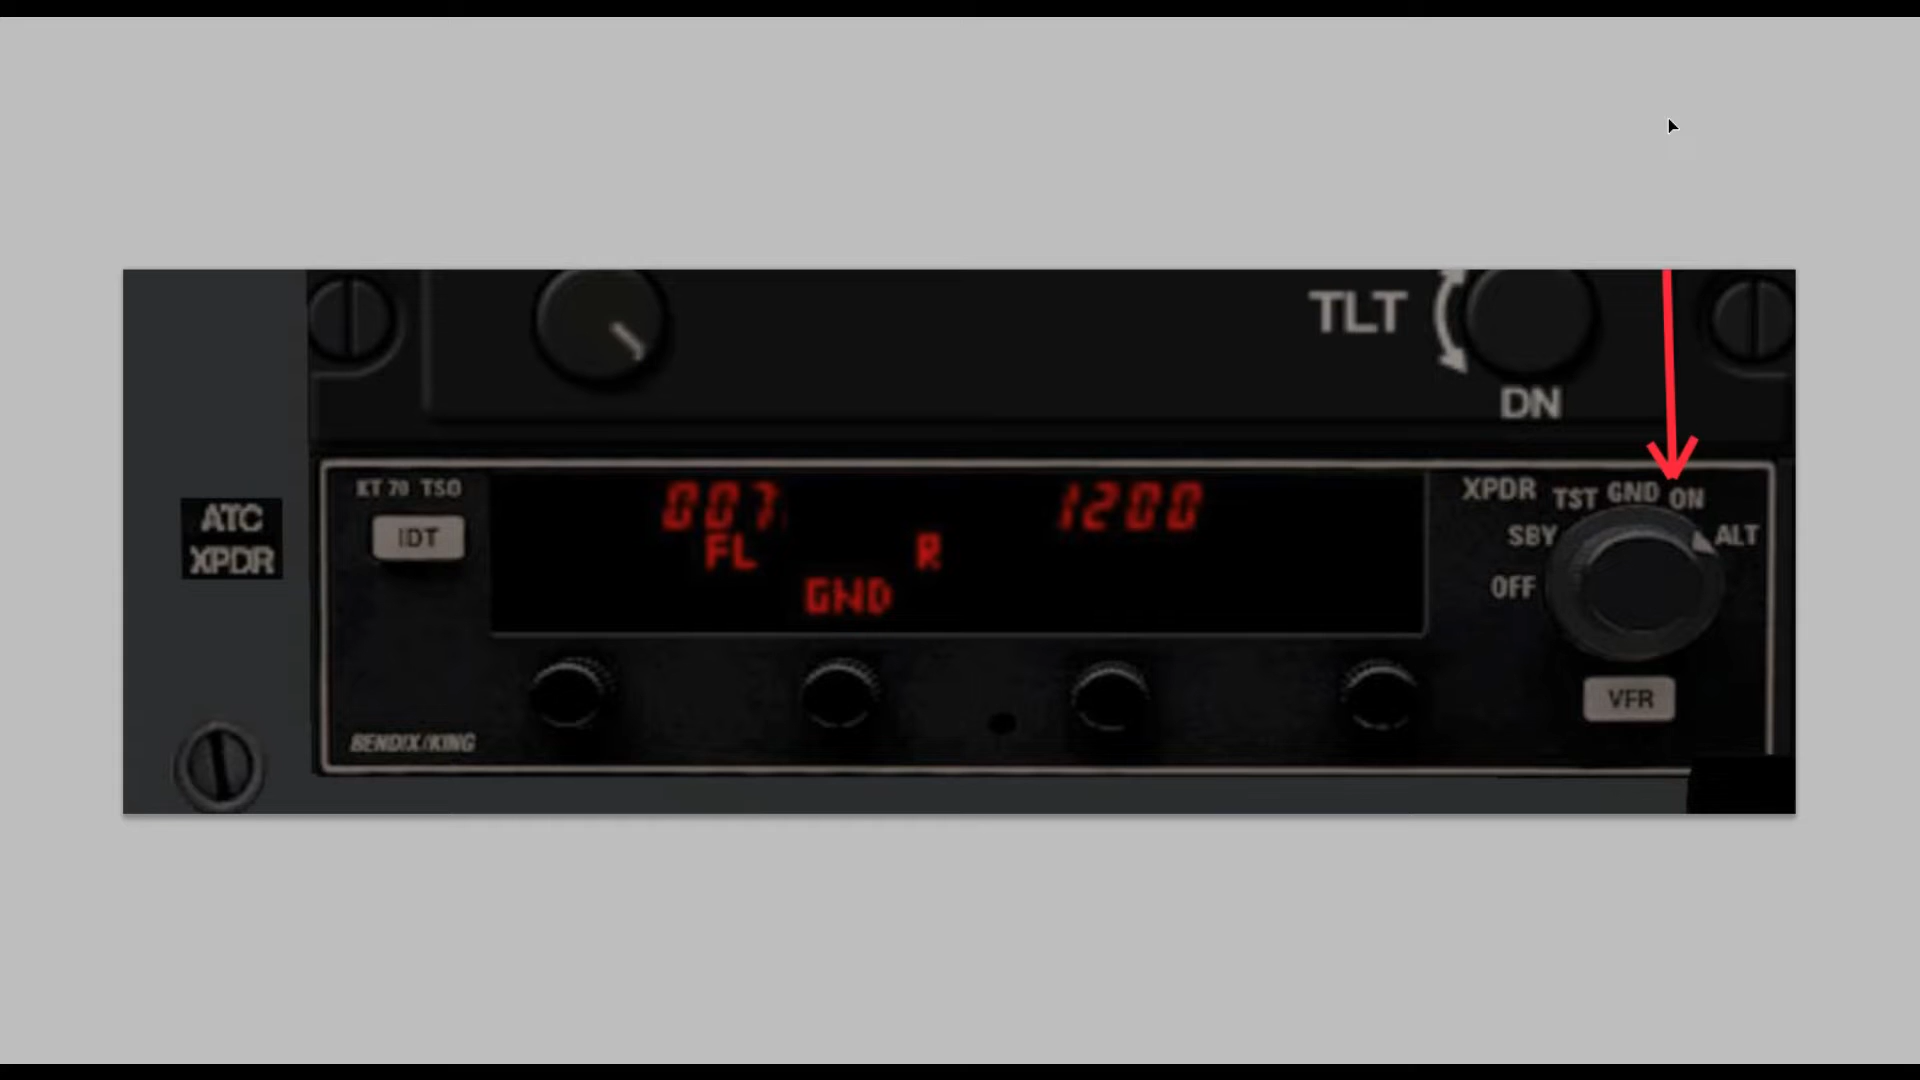 TLT
DN
ATC
XPDR
KT 70 TSO
IDT
007 1200
FL R
GND
XPDR
TST GND ON
SBY ALT
OFF
VFR
BENDIX/KING